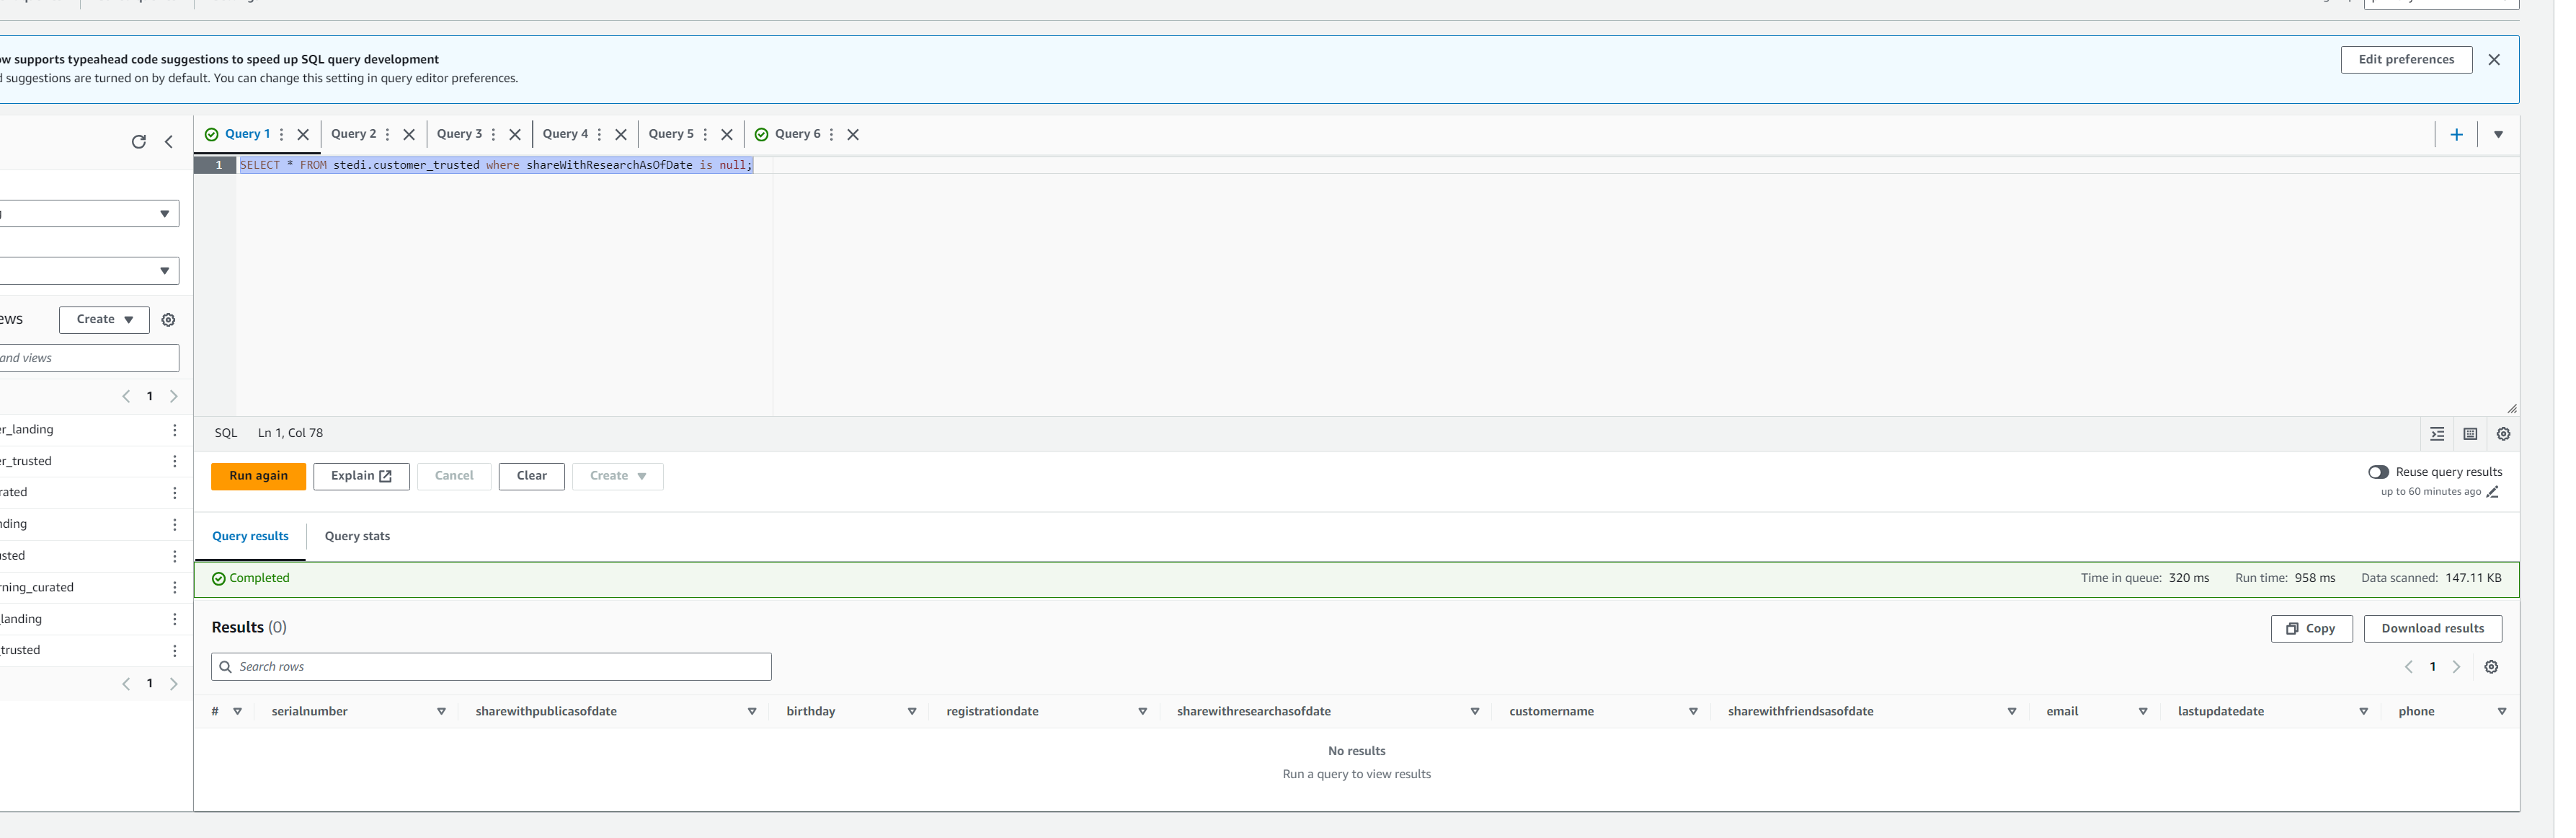 ow supports typeahead code suggestions to speed up SQL query development
d suggestions are turned on by default. You can change this setting in query editor preferences.
Edit preferences
Query 1
Query 2
Query 3
Query 4
Query 5
Query 6
1 SELECT * FROM stedi.customer_trusted where shareWithResearchAsOfDate is null;
ews
Create
and views
1
er_landing
er_trusted
rated
nding
usted
rning_curated
landing
trusted
1
SQL Ln 1, Col 78
Run again
Explain
Cancel
Clear
Create
Reuse query results
up to 60 minutes ago
Query results
Query stats
Completed
Time in queue: 320 ms Run time: 958 ms Data scanned: 147.11 KB
Results (0)
Copy
Download results
Search rows
1
# serialnumber sharewithpublicasofdate birthday registrationdate sharewithresearchasofdate customername sharewithfriendsasofdate email lastupdatedate phone
No results
Run a query to view results